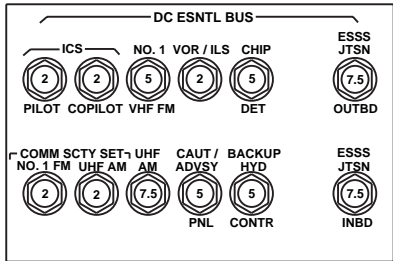 DC ESNTL BUS
ICS NO. 1 VOR / ILS CHIP ESSS JTSN
2 2 5 2 5 7.5
PILOT COPILOT VHF FM DET OUTBD
COMM SCTY SET UHF CAUT / BACKUP ESSS
NO. 1 FM UHF AM AM ADVSY HYD JTSN
2 2 7.5 5 5 7.5
PNL CONTR INBD